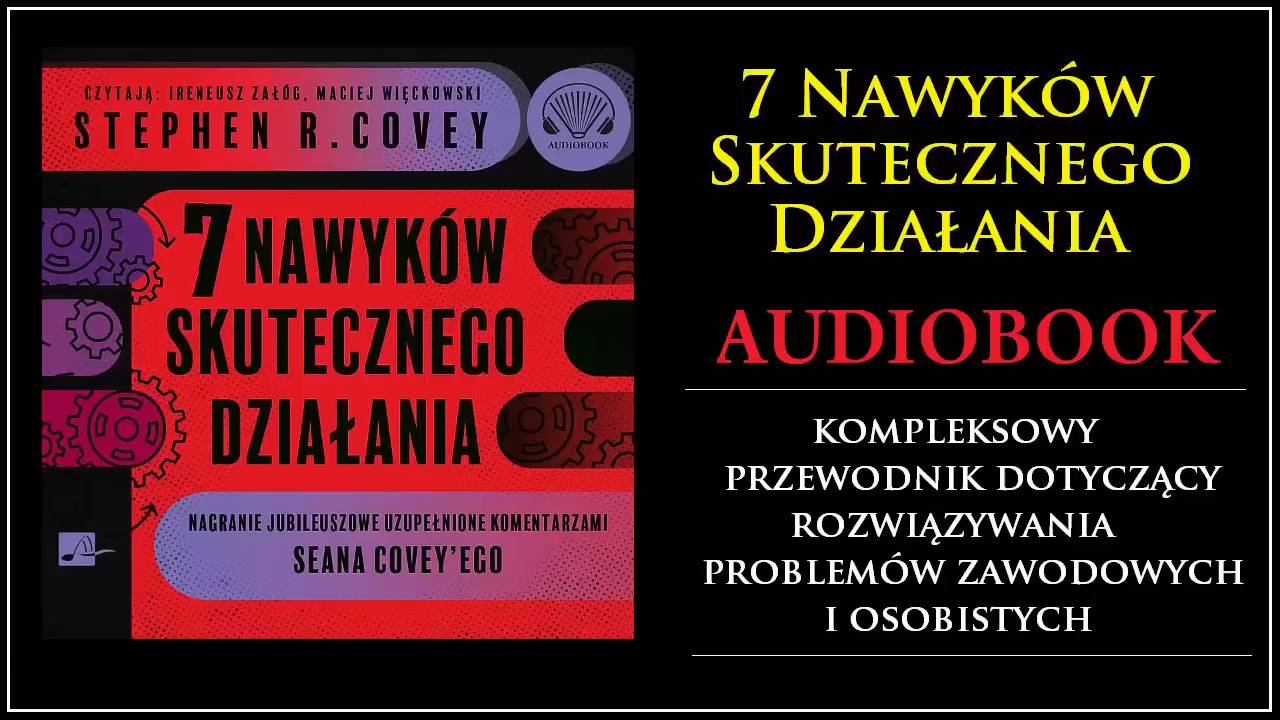 CZYTAJĄ: IRENEUSZ ZAŁÓG, MACIEJ WIĘCKOWSKI
STEPHEN R. COVEY
AUDIOBOOK
7 NAWYKÓW
SKUTECZNEGO
DZIAŁANIA
NAGRANIE JUBILEUSZOWE UZUPEŁNIONE KOMENTARZAMI
SEANA COVEY'EGO
7 NAWYKÓW
SKUTECZNEGO
DZIAŁANIA
AUDIOBOOK
KOMPLEKSOWY
PRZEWODNIK DOTYCZĄCY
ROZWIĄZYWANIA
PROBLEMÓW ZAWODOWYCH
I OSOBISTYCH